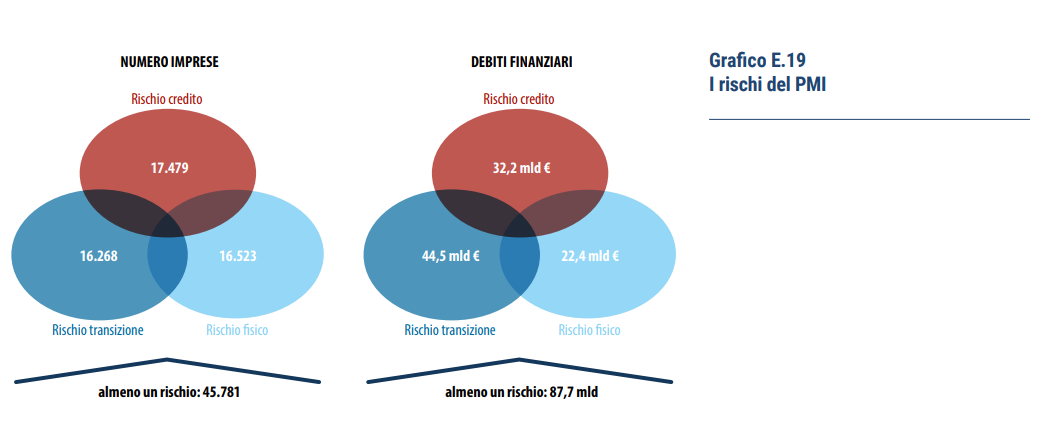 NUMERO IMPRESE
Rischio credito
17.479
16.268
16.523
Rischio transizione
Rischio fisico
almeno un rischio: 45.781
DEBITI FINANZIARI
Rischio credito
32,2 mld €
44,5 mld €
22,4 mld €
Rischio transizione
Rischio fisico
almeno un rischio: 87,7 mld
Grafico E.19
I rischi del PMI